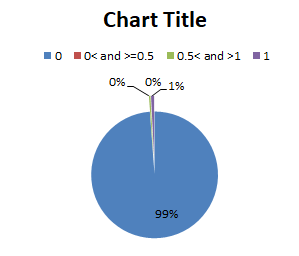 Chart Title
0 0< and >=0.5 0.5< and >1 1
0% 0% 1%
99%